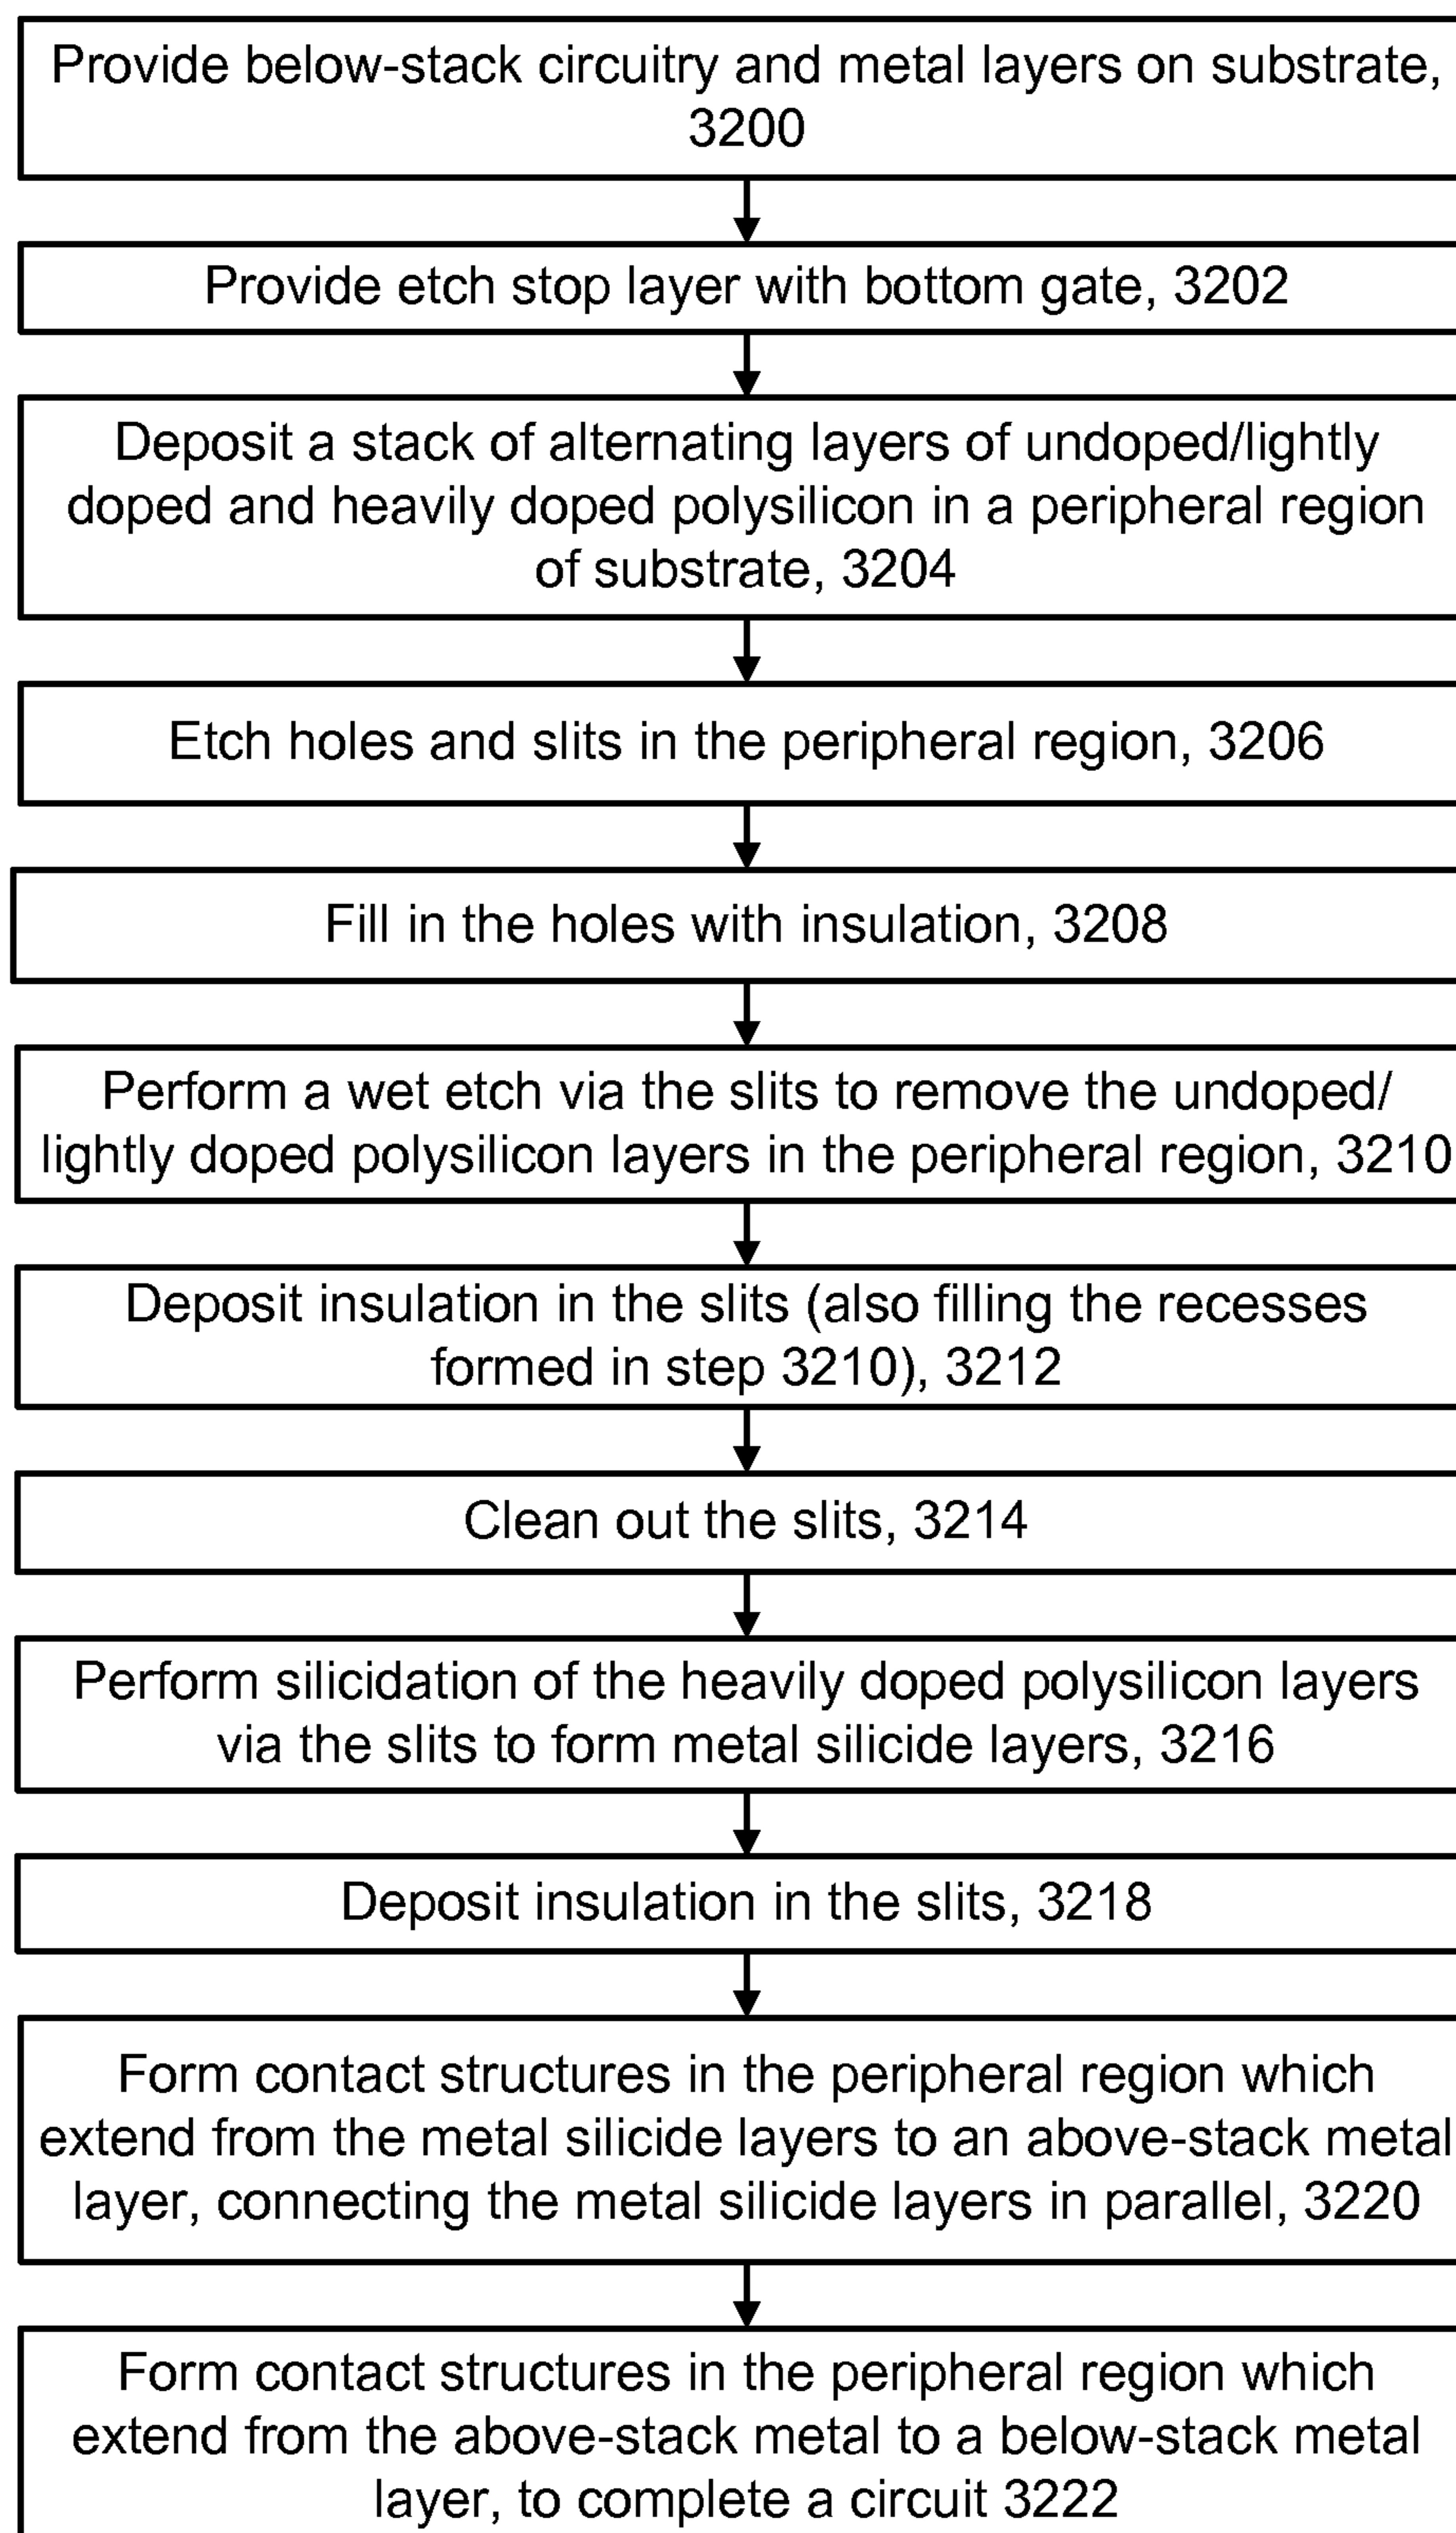 Provide below-stack circuitry and metal layers on substrate,
3200
Provide etch stop layer with bottom gate, 3202
Deposit a stack of alternating layers of undoped/lightly
doped and heavily doped polysilicon in a peripheral region
of substrate, 3204
Etch holes and slits in the peripheral region, 3206
Fill in the holes with insulation, 3208
Perform a wet etch via the slits to remove the undoped/
lightly doped polysilicon layers in the peripheral region, 3210
Deposit insulation in the slits (also filling the recesses
formed in step 3210), 3212
Clean out the slits, 3214
Perform silicidation of the heavily doped polysilicon layers
via the slits to form metal silicide layers, 3216
Deposit insulation in the slits, 3218
Form contact structures in the peripheral region which
extend from the metal silicide layers to an above-stack metal
layer, connecting the metal silicide layers in parallel, 3220
Form contact structures in the peripheral region which
extend from the above-stack metal to a below-stack metal
layer, to complete a circuit 3222